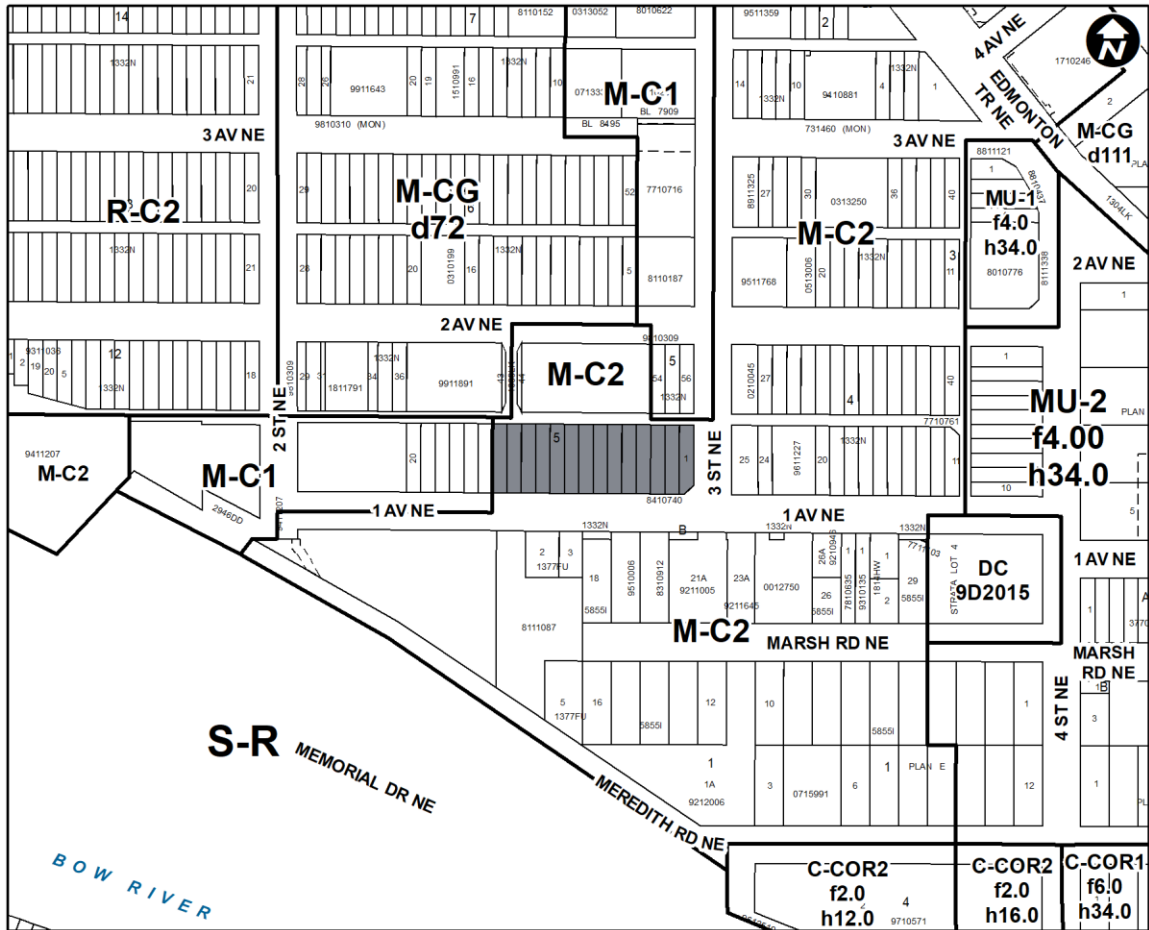 14
7
8110152
0313052
8010622
9511359
2
4 AV NE
1710246
N
1332N
21
28
26
9911643
20
19
1510991
16
1332N
10
M-C1
BL 7909
14
1332N
10
9410881
4
1332N
1
EDMONTON
TR NE
2
M-CG
d111
3 AV NE
9810310 (MON)
BL 8495
731460 (MON)
3 AV NE
8811121
20
29
52
7710716
8911325
27
30
0313250
36
40
1
8810437
1304LK
R-C2
M-CG
d72
6
M-C2
MU-1
f4.0
h34.0
1332N
21
28
20
0310199
16
1332N
5
8110187
9511768
0513006
20
1332N
3
11
8010776
8111338
2 AV NE
1
2 AV NE
9810309
9311036
12
1
2
19
20
5
1332N
18
9810309
29
1811791
34
1332N
36
9911891
43
44
M-C2
54
5
56
1332N
0210045
27
4
40
1
MU-2
f4.00
h34.0
PLAN
2 ST NE
7710761
9411207
M-C2
M-C1
20
5
1
3 ST NE
25
24
9611227
20
1332N
11
10
5
2946DD
1 AV NE
8410740
1 AV NE
1 AV NE
1332N
B
1332N
1332N
2
3
1377FU
18
5855I
9510006
8310912
21A
9211005
23A
9211645
0012750
26A
9210946
26
5855I
1
7810635
1
9310135
1814HW
1
2
29
5855I
STRATA LOT 4
DC
9D2015
1
A
8111087
M-C2
MARSH RD NE
MARSH
RD NE
5
1377FU
16
5855I
12
10
5855I
1
4 ST NE
B
3
S-R
MEMORIAL DR NE
1
1A
9212006
3
0715991
6
1
PLAN E
12
1
MEREDITH RD NE
BOW RIVER
C-COR2
f2.0
h12.0
4
9710571
C-COR2
f2.0
h16.0
C-COR1
f6.0
h34.0